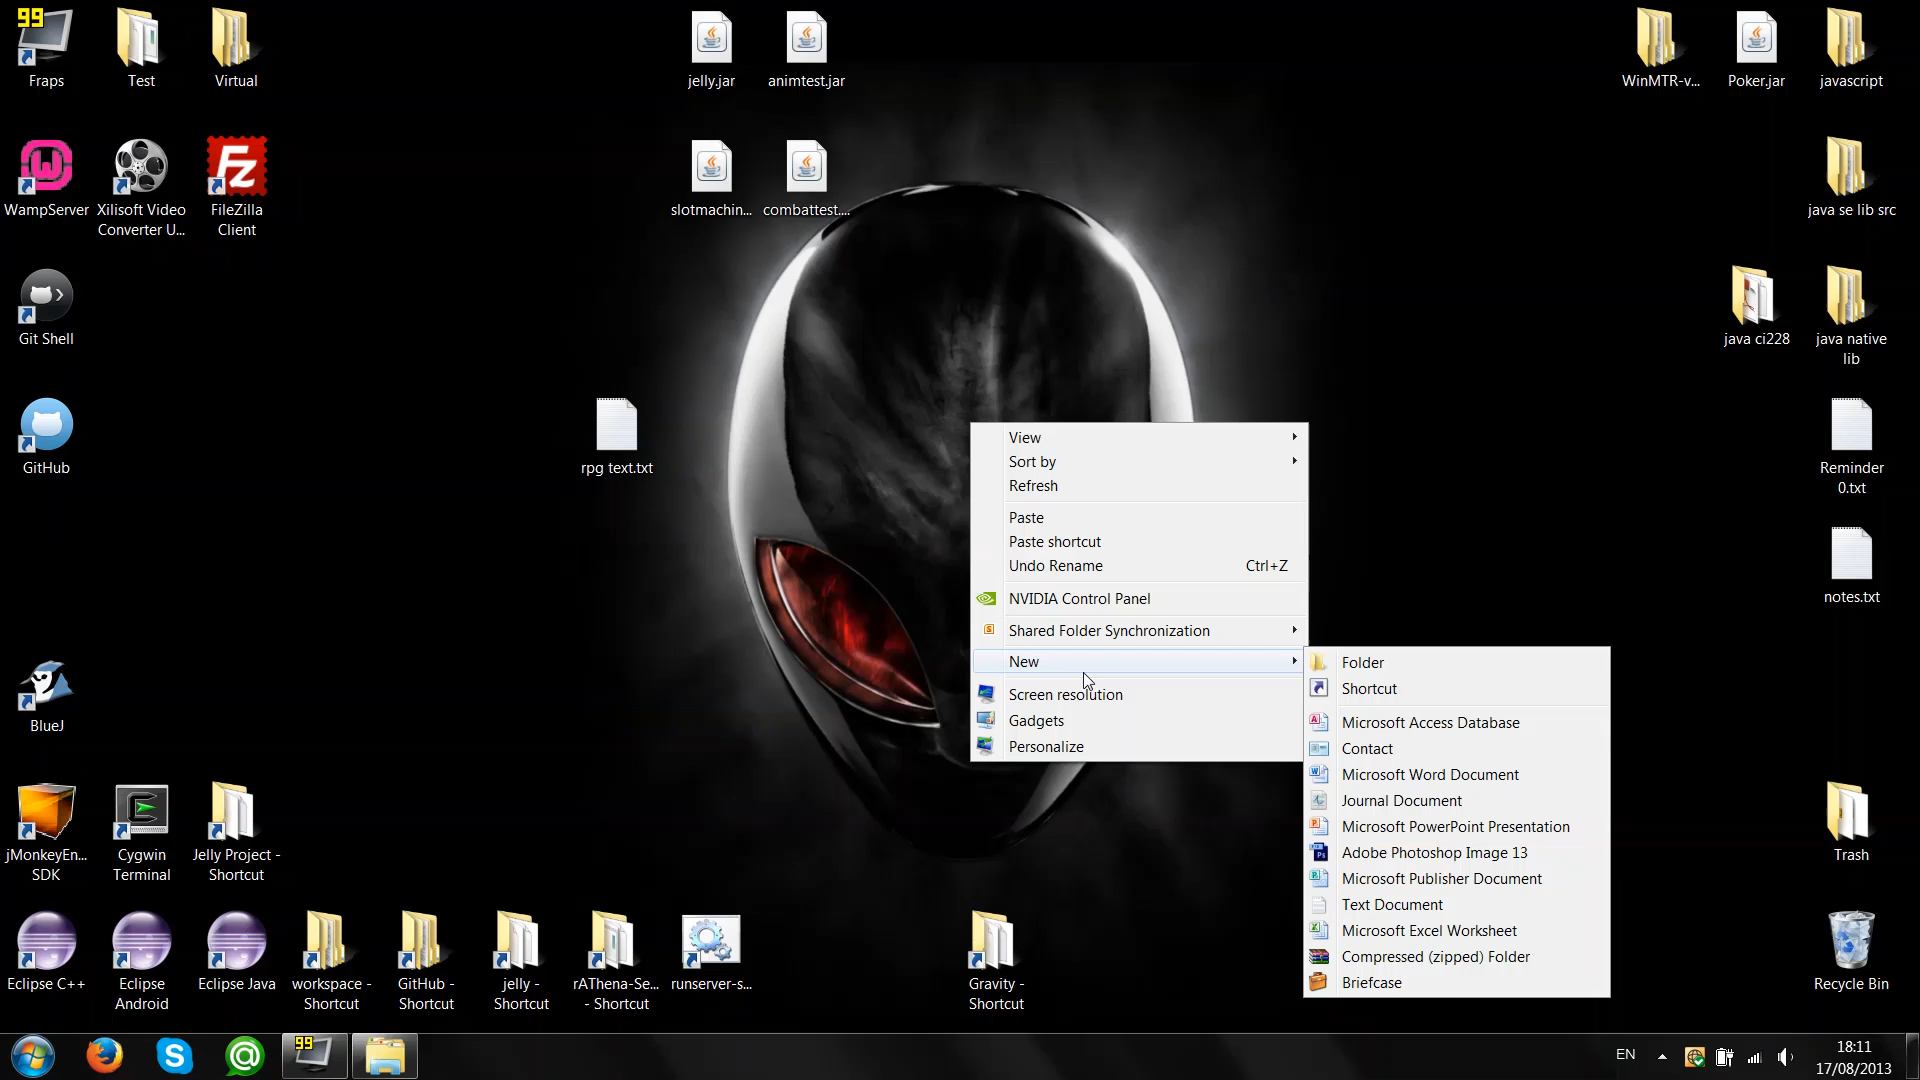 99
Fraps
Test
Virtual
jelly.jar
animtest.jar
WinMTR-v...
Poker.jar
javascript
WampServer
Xilisoft Video
Converter U...
FileZilla
Client
slotmachin...
combattest....
java se lib src
Git Shell
java ci228
java native
lib
GitHub
rpg text.txt
Reminder
0.txt
notes.txt
View
Sort by
Refresh
Paste
Paste shortcut
Undo Rename Ctrl+Z
NVIDIA Control Panel
Shared Folder Synchronization
New
Screen resolution
Gadgets
Personalize
Folder
Shortcut
Microsoft Access Database
Contact
Microsoft Word Document
Journal Document
Microsoft PowerPoint Presentation
Adobe Photoshop Image 13
Microsoft Publisher Document
Text Document
Microsoft Excel Worksheet
Compressed (zipped) Folder
Briefcase
BlueJ
jMonkeyEn...
SDK
Cygwin
Terminal
Jelly Project -
Shortcut
Trash
Eclipse C++
Eclipse
Android
Eclipse Java
workspace -
Shortcut
GitHub -
Shortcut
jelly -
Shortcut
rAThena-Se...
- Shortcut
runserver-s...
Gravity -
Shortcut
Recycle Bin
99
EN
18:11
17/08/2013